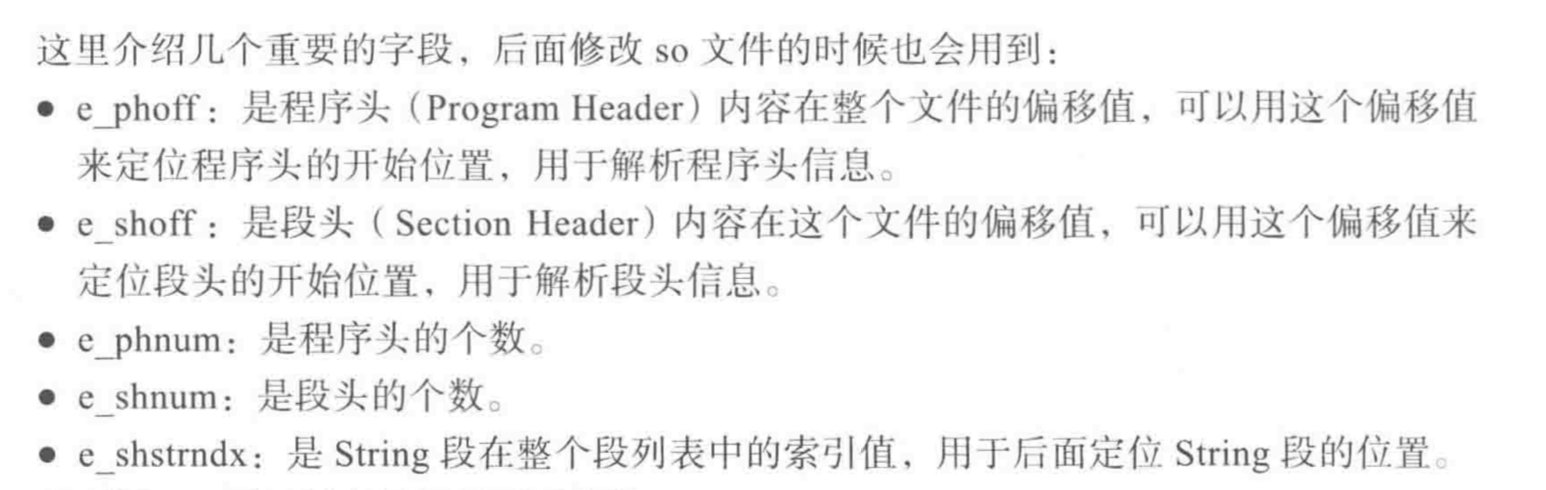 这里介绍几个重要的字段，后面修改 so 文件的时候也会用到：
● e_phoff：是程序头（Program Header）内容在整个文件的偏移值，可以用这个偏移值
来定位程序头的开始位置，用于解析程序头信息。
● e_shoff：是段头（Section Header）内容在这个文件的偏移值，可以用这个偏移值来
定位段头的开始位置，用于解析段头信息。
● e_phnum：是程序头的个数。
● e_shnum：是段头的个数。
● e_shstrndx：是 String 段在整个段列表中的索引值，用于后面定位 String 段的位置。